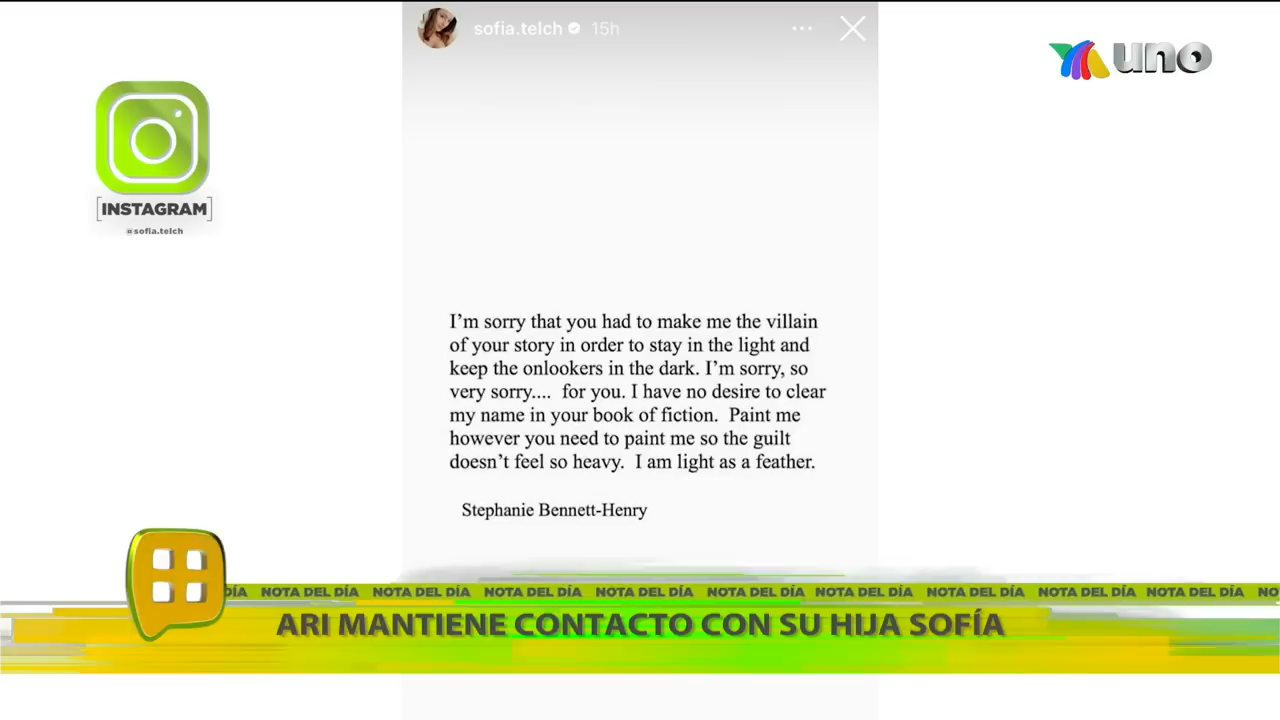 sofia.telch 15h
uno
[INSTAGRAM]
@sofia.telch
I’m sorry that you had to make me the villain
of your story in order to stay in the light and
keep the onlookers in the dark. I’m sorry, so
very sorry.... for you. I have no desire to clear
my name in your book of fiction. Paint me
however you need to paint me so the guilt
doesn’t feel so heavy. I am light as a feather.
Stephanie Bennett-Henry
DÍA NOTA DEL DÍA NOTA DEL DÍA NOTA DEL DÍA NOTA DEL DÍA NOTA DEL DÍA NOTA DEL DÍA NOTA DEL DÍA NOTA DEL DÍA NOTA DEL DÍA NO
ARI MANTIENE CONTACTO CON SU HIJA SOFÍA